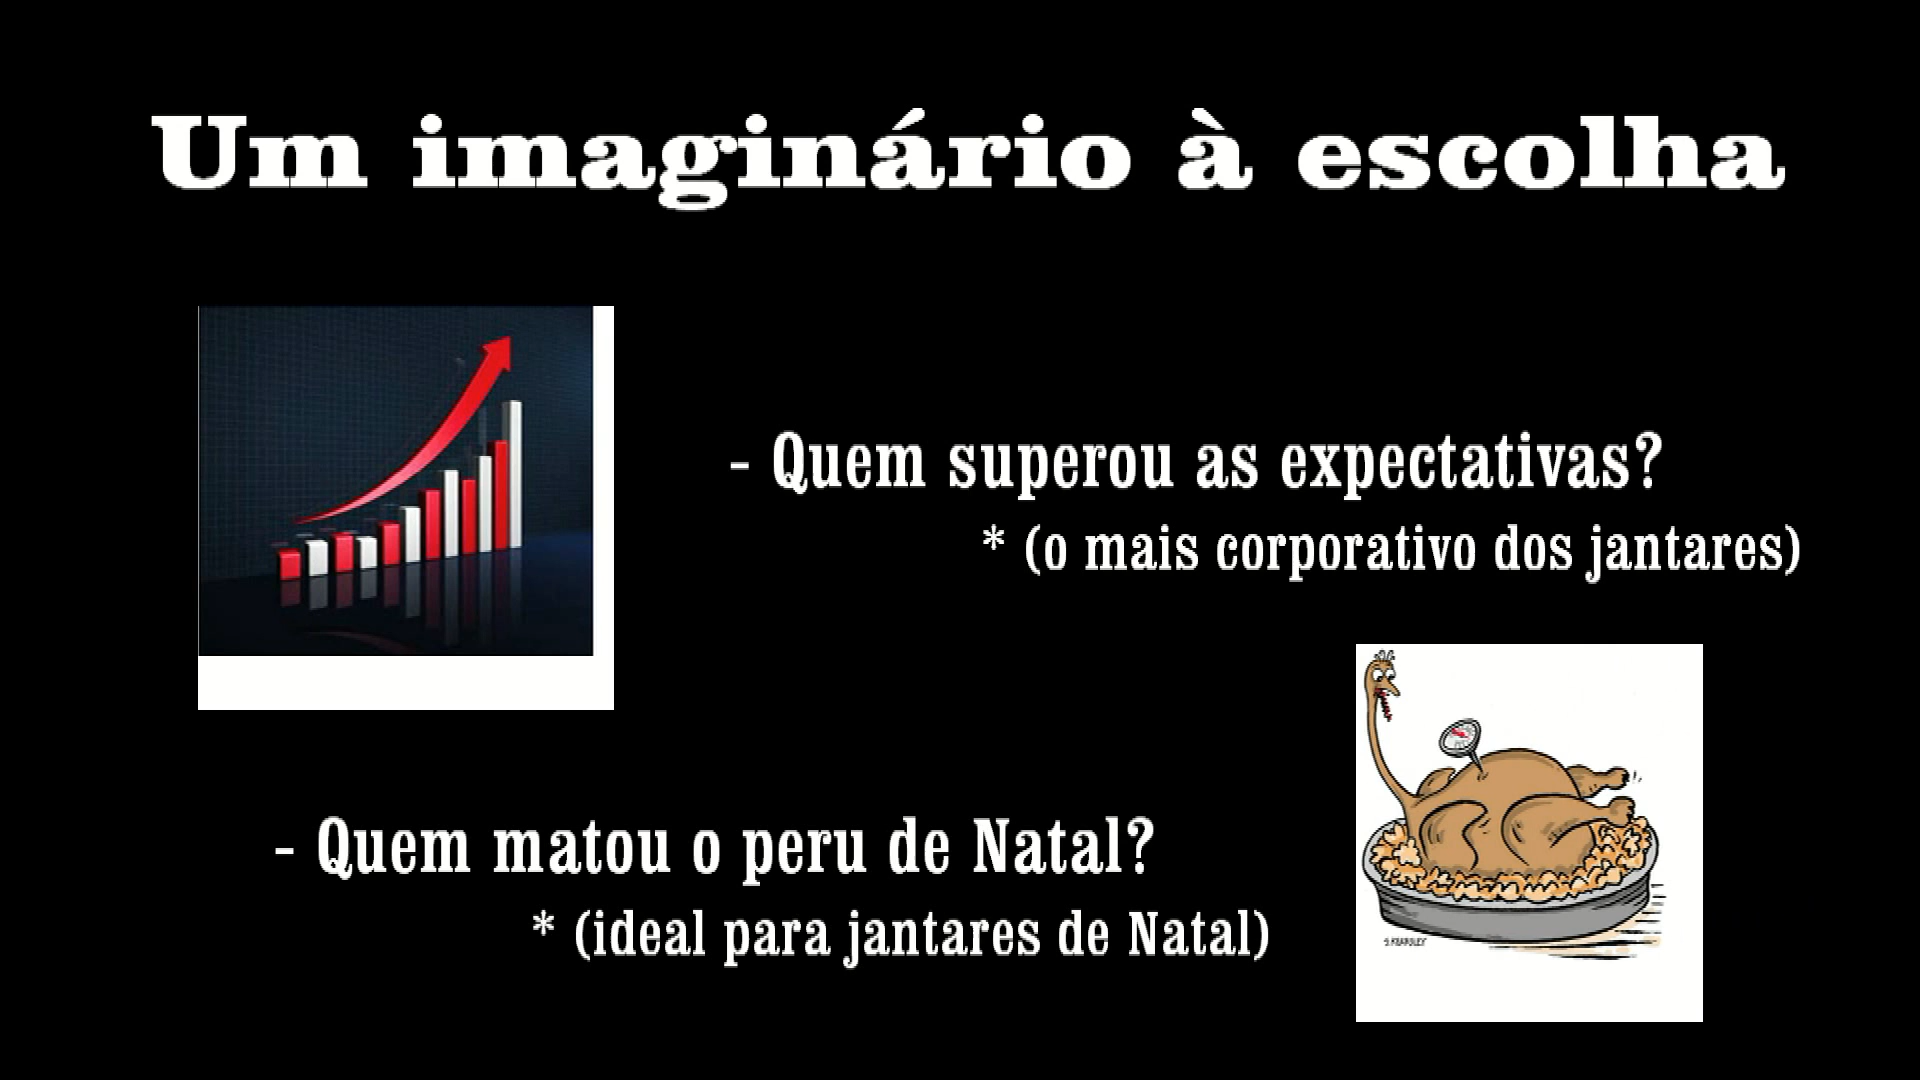 Um imaginário à escolha
- Quem superou as expectativas?
* (o mais corporativo dos jantares)
- Quem matou o peru de Natal?
* (ideal para jantares de Natal)